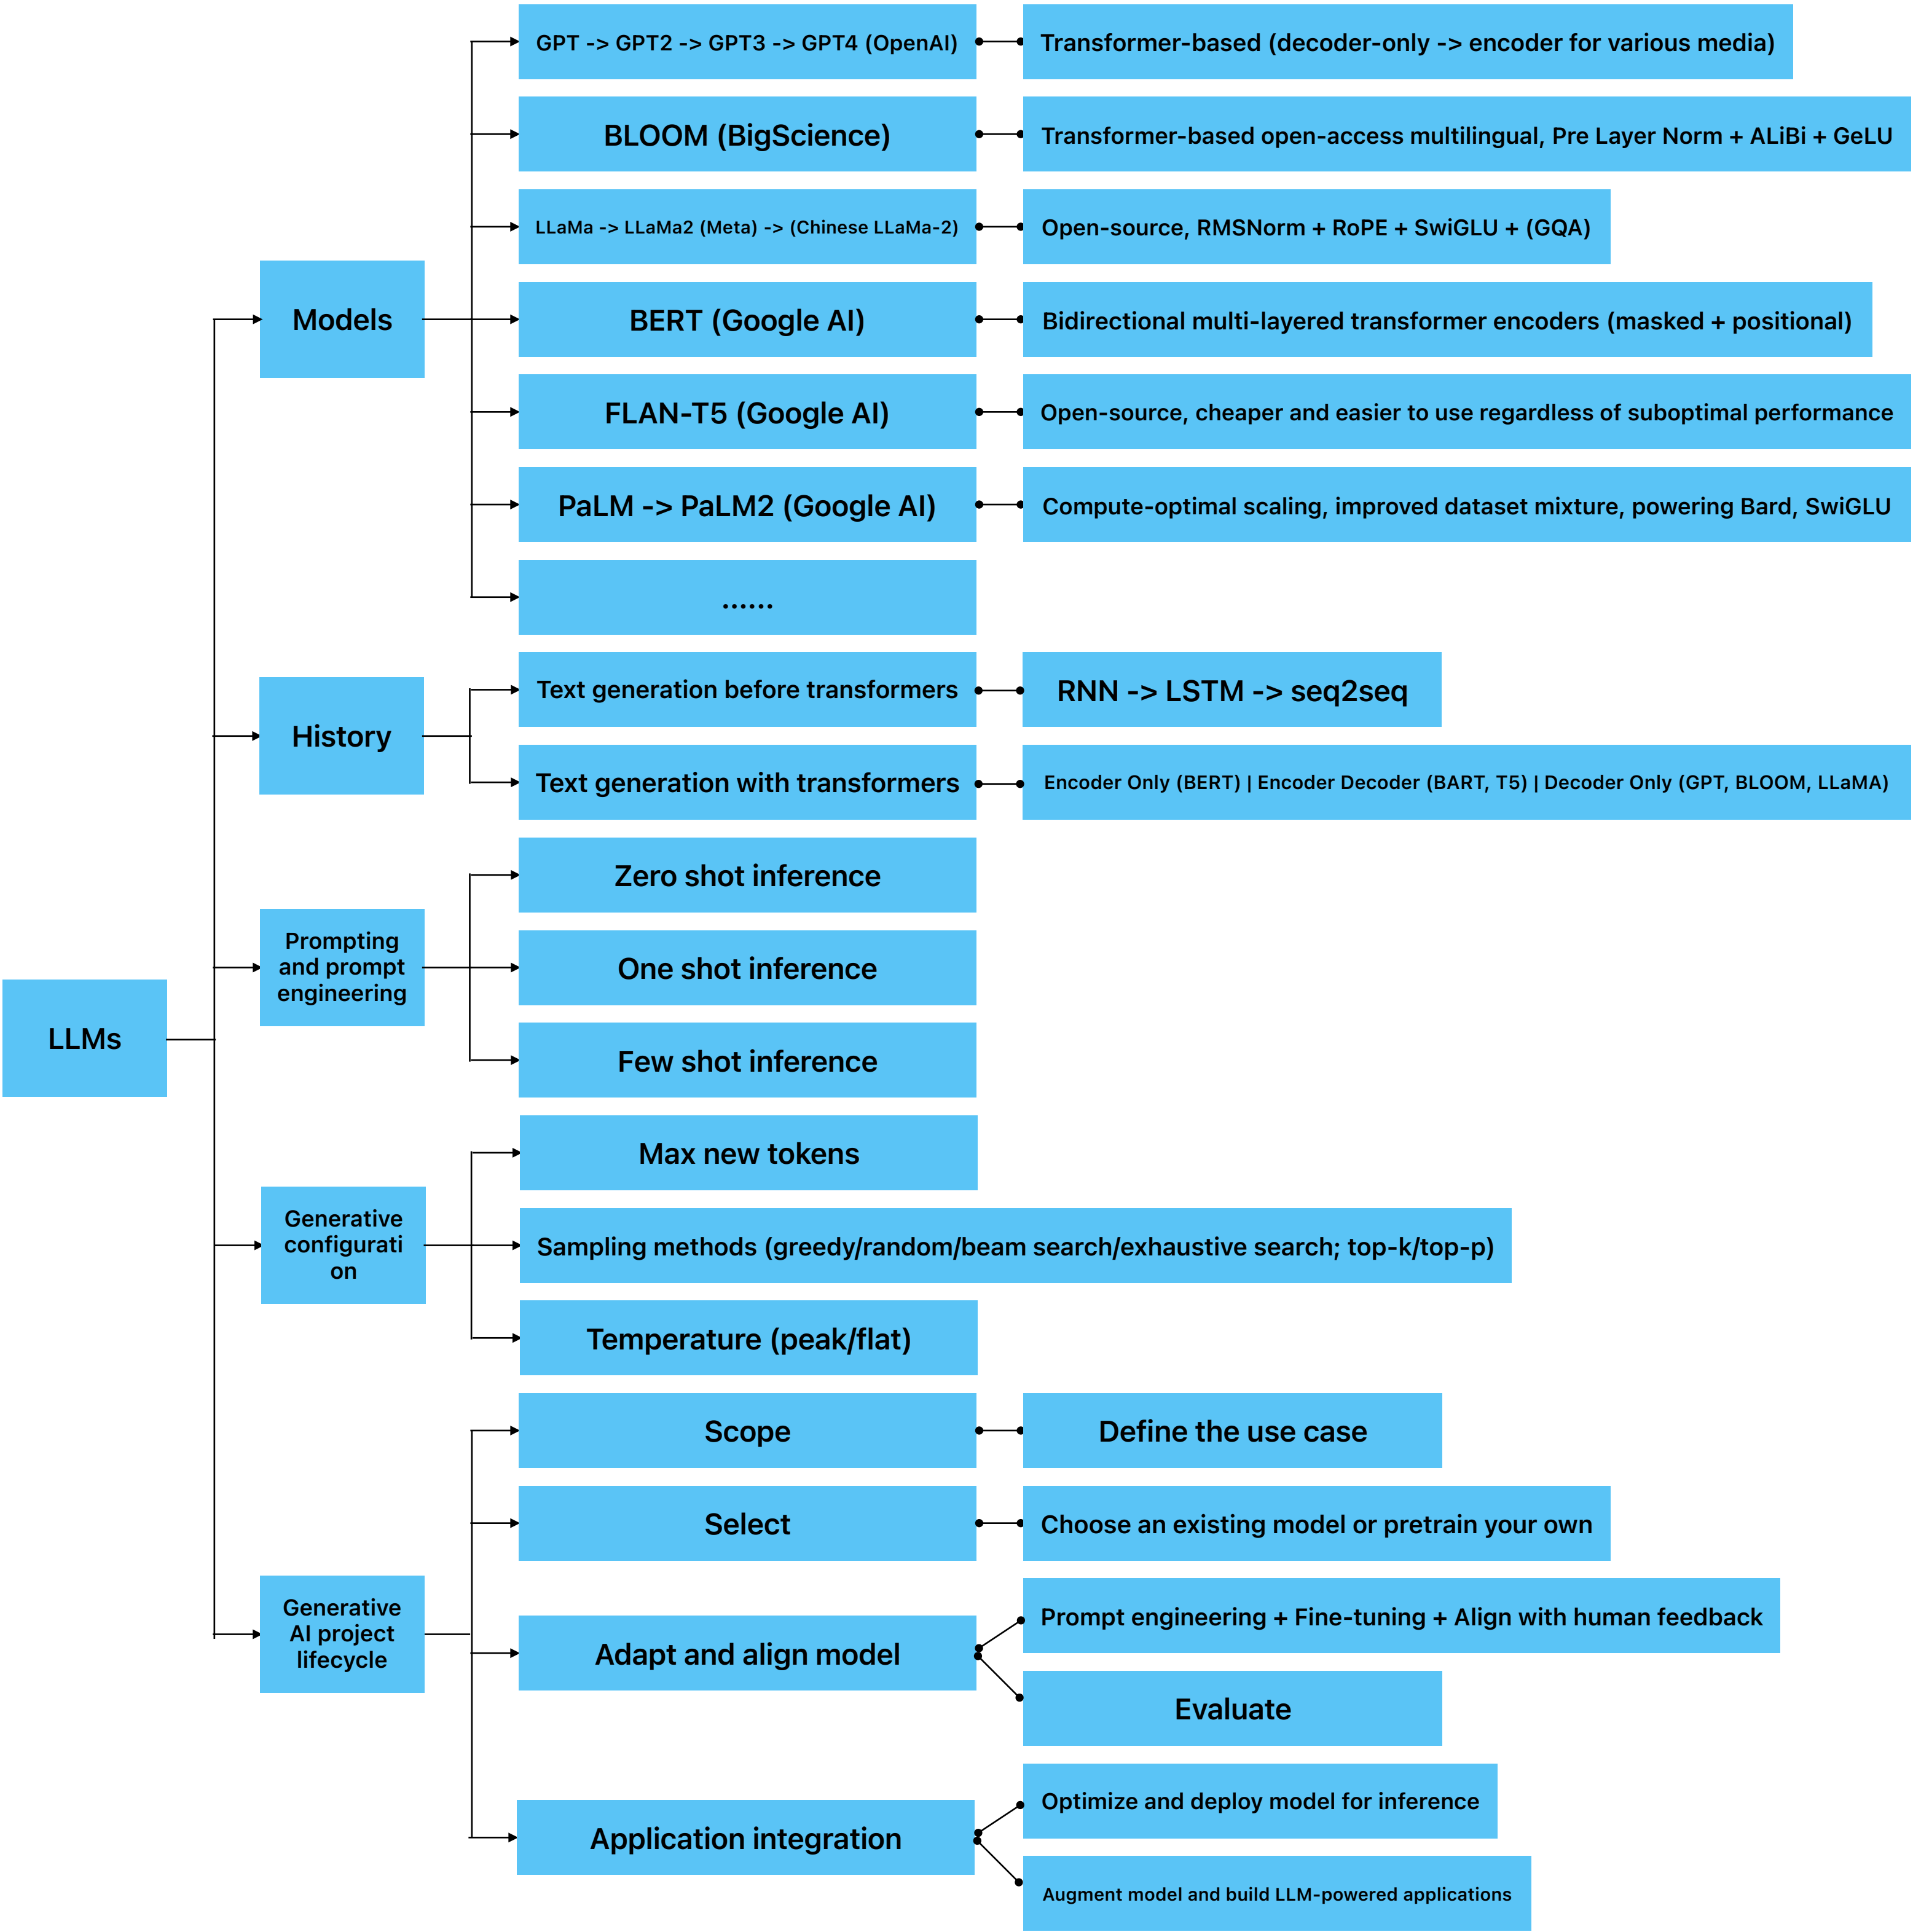 LLMs
Models
GPT -> GPT2 -> GPT3 -> GPT4 (OpenAI)
Transformer-based (decoder-only -> encoder for various media)
BLOOM (BigScience)
Transformer-based open-access multilingual, Pre Layer Norm + ALiBi + GeLU
LLaMa -> LLaMa2 (Meta) -> (Chinese LLaMa-2)
Open-source, RMSNorm + RoPE + SwiGLU + (GQA)
BERT (Google AI)
Bidirectional multi-layered transformer encoders (masked + positional)
FLAN-T5 (Google AI)
Open-source, cheaper and easier to use regardless of suboptimal performance
PaLM -> PaLM2 (Google AI)
Compute-optimal scaling, improved dataset mixture, powering Bard, SwiGLU
......
History
Text generation before transformers
RNN -> LSTM -> seq2seq
Text generation with transformers
Encoder Only (BERT) | Encoder Decoder (BART, T5) | Decoder Only (GPT, BLOOM, LLaMA)
Prompting
and prompt
engineering
Zero shot inference
One shot inference
Few shot inference
Generative
configurati
on
Max new tokens
Sampling methods (greedy/random/beam search/exhaustive search; top-k/top-p)
Temperature (peak/flat)
Generative
AI project
lifecycle
Scope
Define the use case
Select
Choose an existing model or pretrain your own
Adapt and align model
Prompt engineering + Fine-tuning + Align with human feedback
Evaluate
Application integration
Optimize and deploy model for inference
Augment model and build LLM-powered applications